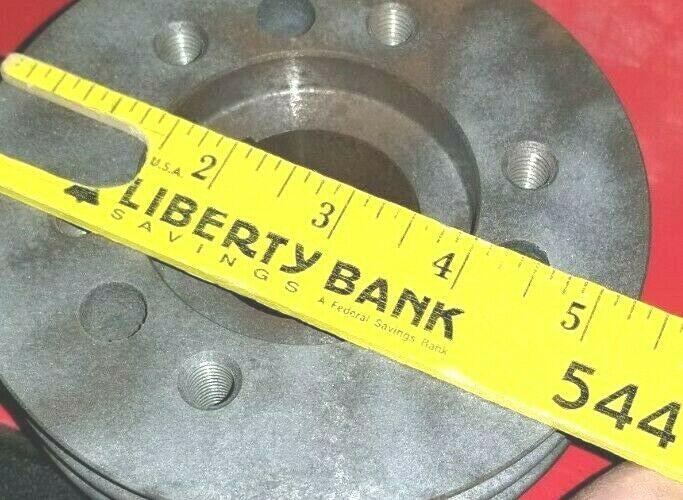 U.S.A. 2 3 4 5
LIBERTY BANK
SAVINGS
A Federal Savings Bank
544